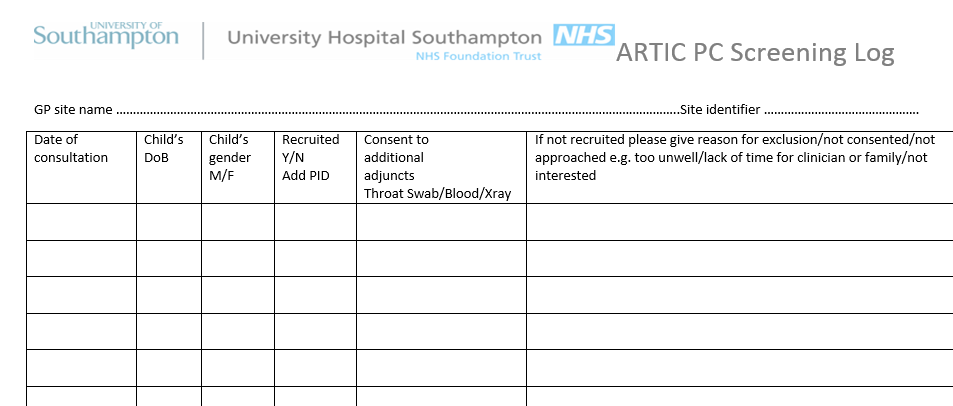 UNIVERSITY OF
Southampton
University Hospital Southampton NHS
NHS Foundation Trust
ARTIC PC Screening Log
GP site name ..............................................................................................................................Site identifier ..............................................
Date of
consultation
Child's
DoB
Child's
gender
M/F
Recruited
Y/N
Add PID
Consent to
additional
adjuncts
Throat Swab/Blood/Xray
If not recruited please give reason for exclusion/not consented/not
approached e.g. too unwell/lack of time for clinician or family/not
interested